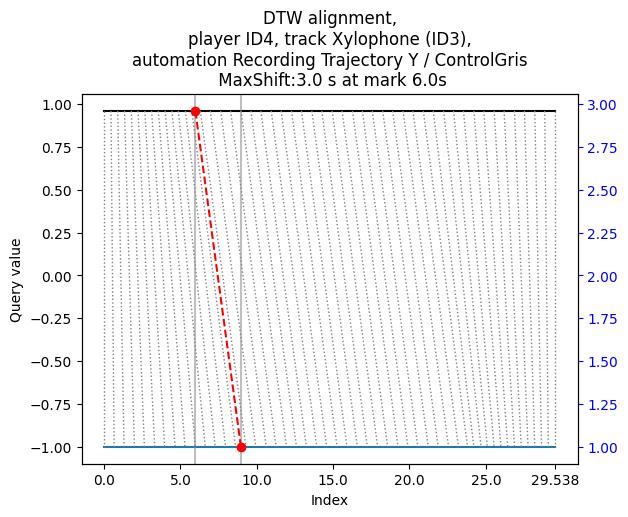 DTW alignment,
player ID4, track Xylophone (ID3),
automation Recording Trajectory Y / ControlGris
MaxShift:3.0 s at mark 6.0s
1.00
0.75
0.50
0.25
0.00
−0.25
−0.50
−0.75
−1.00
Query value
3.00
2.75
2.50
2.25
2.00
1.75
1.50
1.25
1.00
0.0 5.0 10.0 15.0 20.0 25.0 29.538
Index